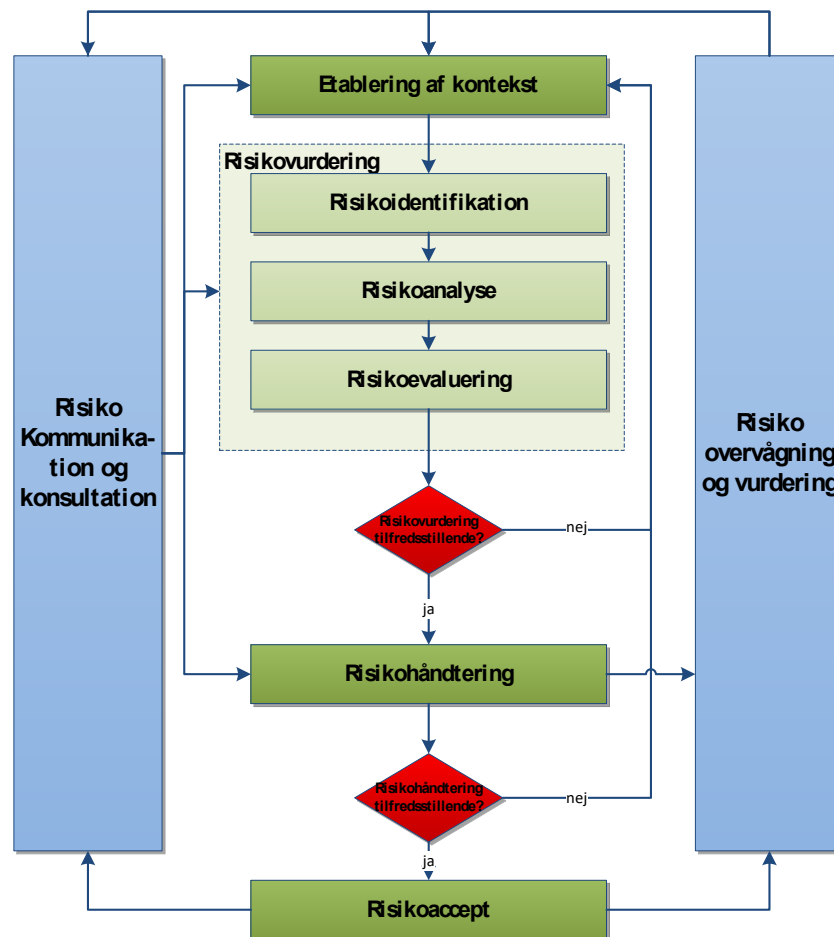 Etablering af kontekst
Risikovurdering
Risikoidentifikation
Risikoanalyse
Risikoevaluering
Risiko
Kommunika-
tion og
konsultation
Risiko
overvågning
og vurdering
Risikovurdering
tilfredsstillende?
nej
ja
Risikohåndtering
Risikohåndtering
tilfredsstillende?
nej
ja
Risikoaccept